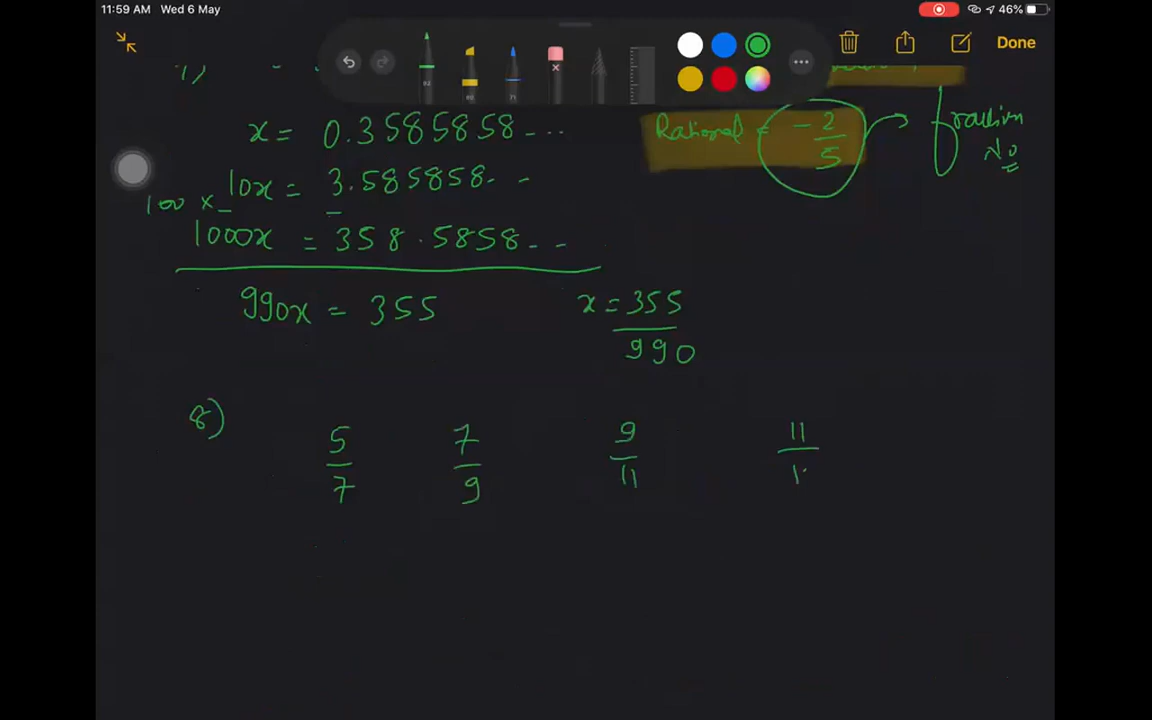 11:59 AM Wed 6 May
46%
Done
x = 0.3585858 - ...
Rational = - 2/5
fraction No
100 x 10x = 3.585858 - -
1000x = 358.5858 - -
990x = 355
x = 355/990
8)
5/7 7/9 9/11 11/1